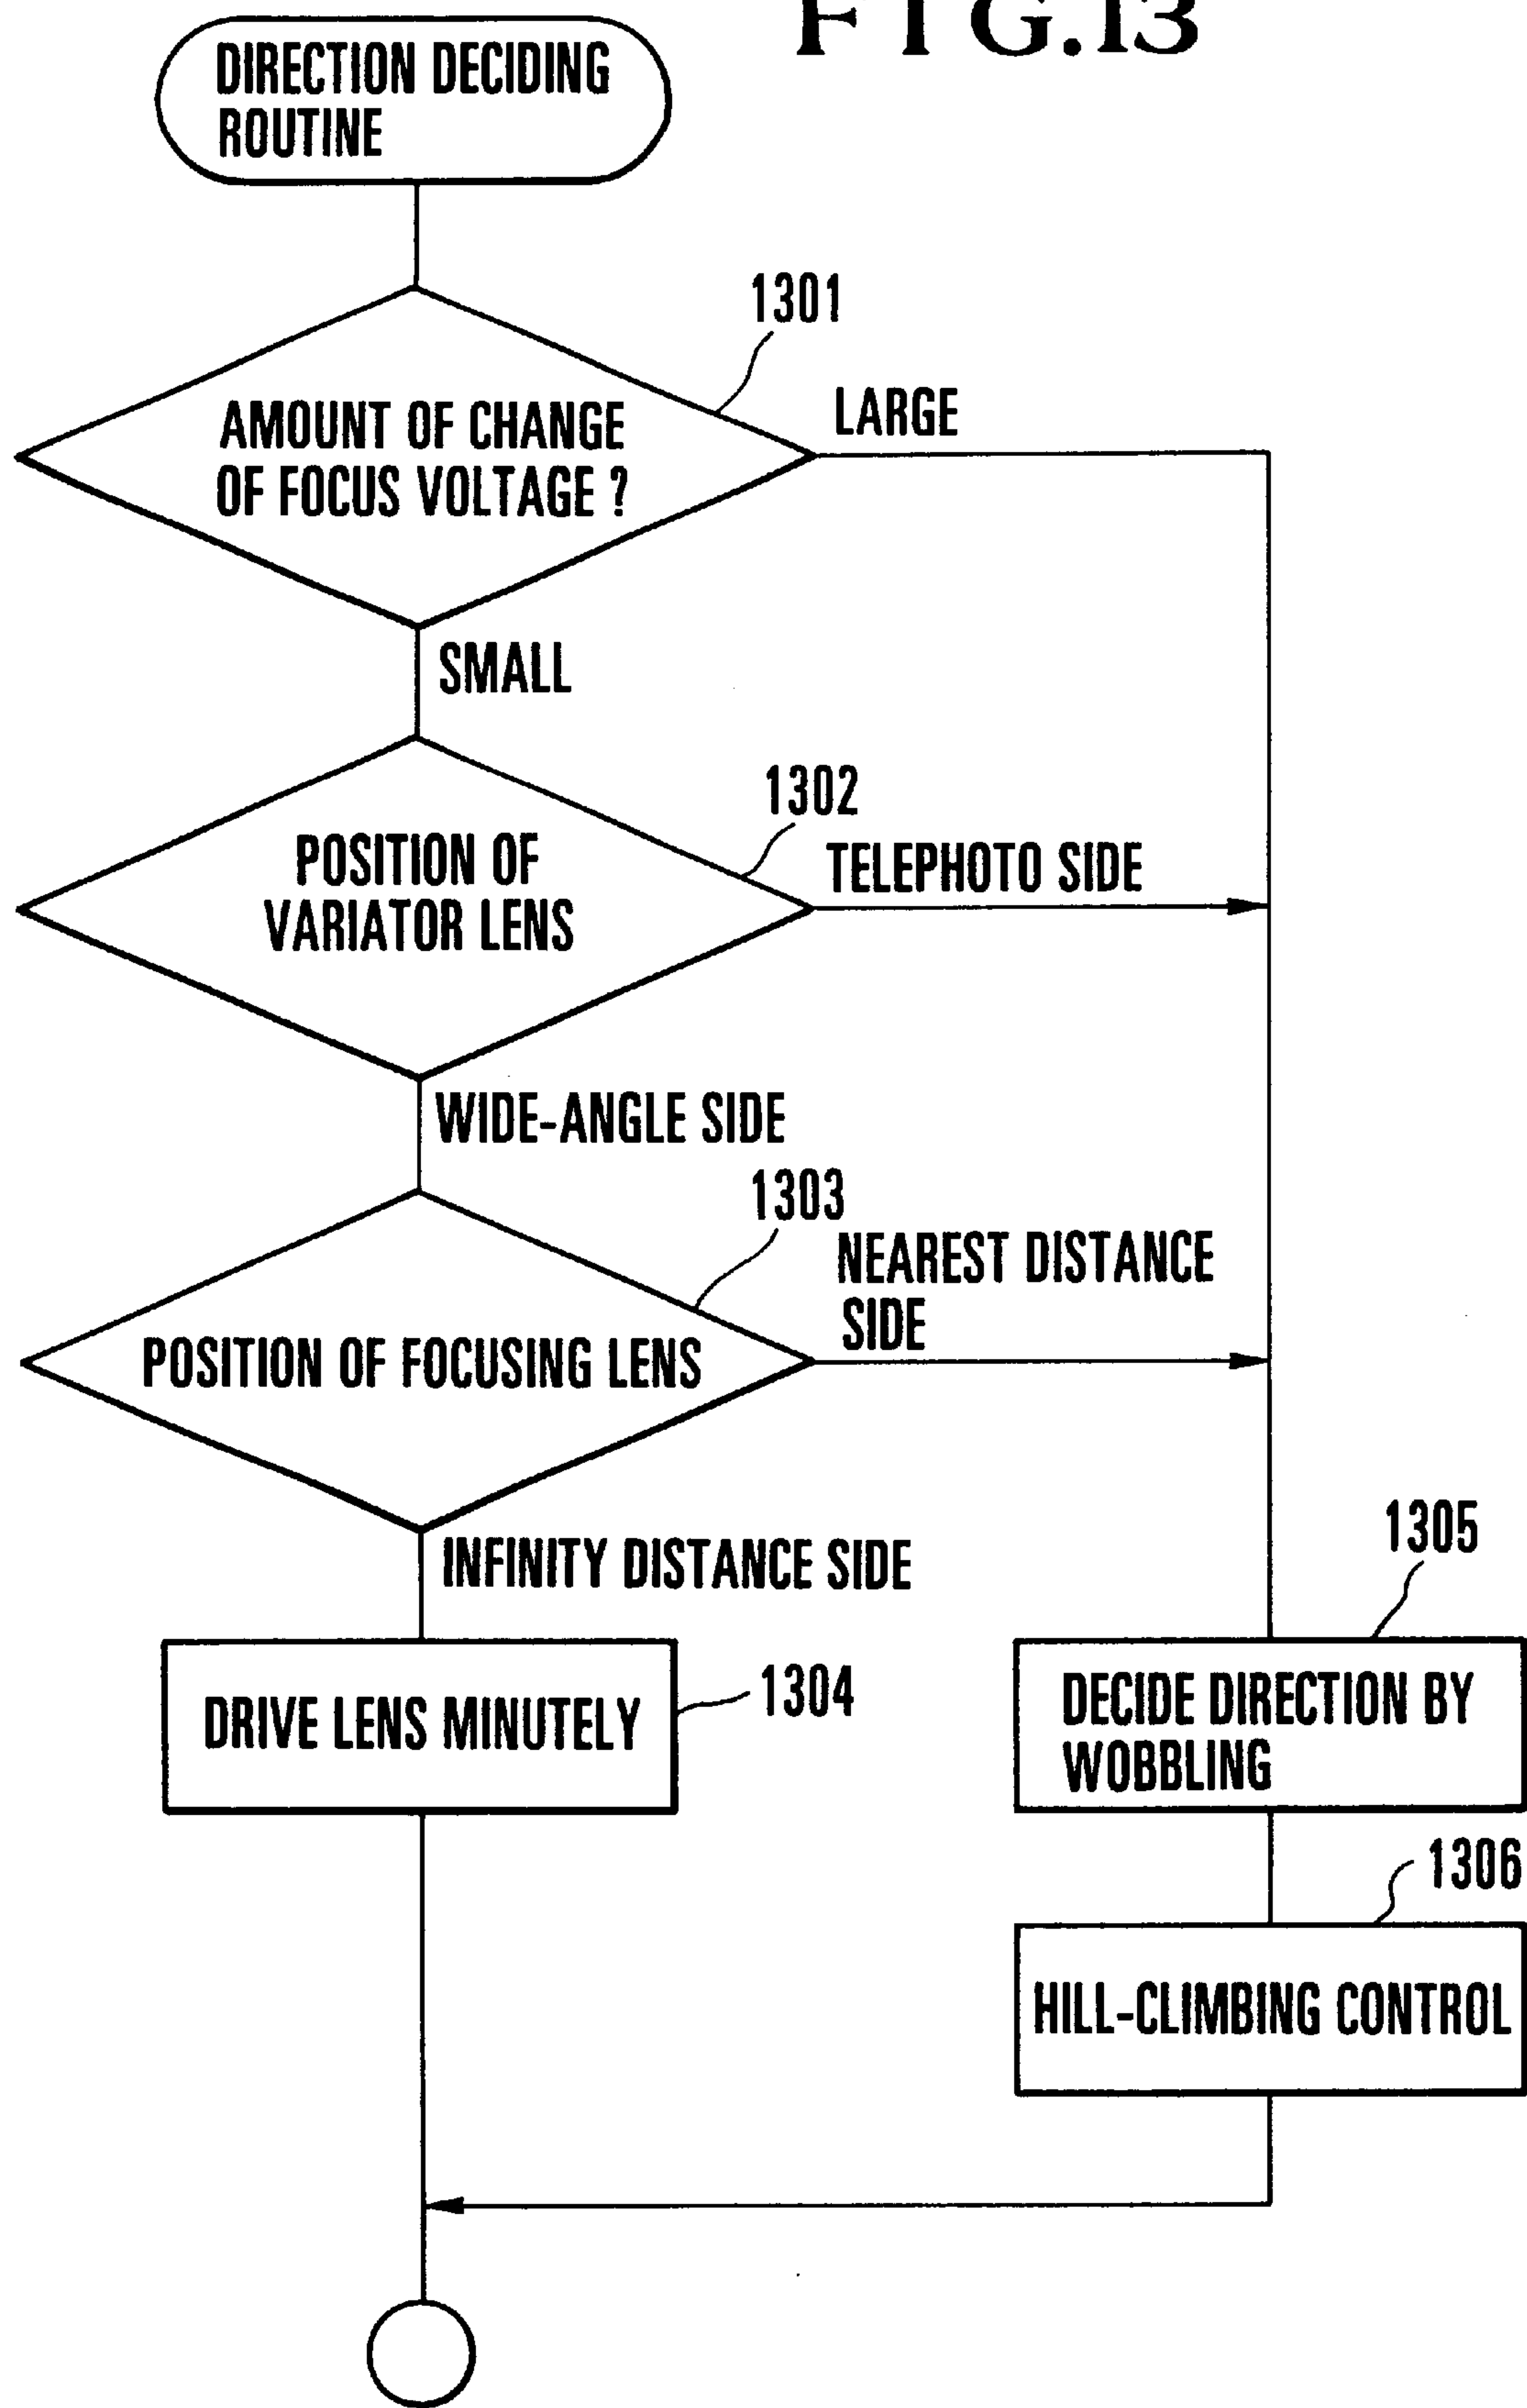 FIG.13
DIRECTION DECIDING
ROUTINE
1301
AMOUNT OF CHANGE
OF FOCUS VOLTAGE ?
LARGE
SMALL
1302
POSITION OF
VARIATOR LENS
TELEPHOTO SIDE
WIDE-ANGLE SIDE
1303
NEAREST DISTANCE
SIDE
POSITION OF FOCUSING LENS
INFINITY DISTANCE SIDE
1305
DRIVE LENS MINUTELY
1304
DECIDE DIRECTION BY
WOBBLING
1306
HILL-CLIMBING CONTROL